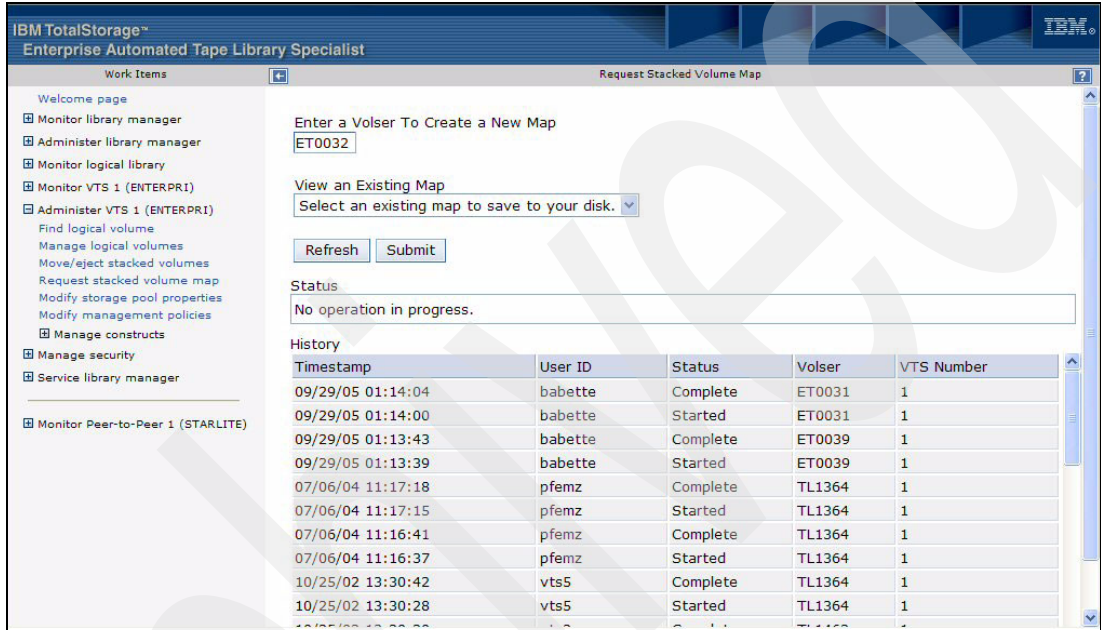 IBM TotalStorage™
Enterprise Automated Tape Library Specialist
IBM®
Work Items
Request Stacked Volume Map
?
Welcome page
Monitor library manager
Administer library manager
Monitor logical library
Monitor VTS 1 (ENTERPRI)
Administer VTS 1 (ENTERPRI)
Find logical volume
Manage logical volumes
Move/eject stacked volumes
Request stacked volume map
Modify storage pool properties
Modify management policies
Manage constructs
Manage security
Service library manager
Monitor Peer-to-Peer 1 (STARLITE)
Enter a Volser To Create a New Map
ET0032
View an Existing Map
Select an existing map to save to your disk.
Refresh Submit
Status
No operation in progress.
History
Timestamp User ID Status Volser VTS Number
09/29/05 01:14:04 babette Complete ET0031 1
09/29/05 01:14:00 babette Started ET0031 1
09/29/05 01:13:43 babette Complete ET0039 1
09/29/05 01:13:39 babette Started ET0039 1
07/06/04 11:17:18 pfemz Complete TL1364 1
07/06/04 11:17:15 pfemz Started TL1364 1
07/06/04 11:16:41 pfemz Complete TL1364 1
07/06/04 11:16:37 pfemz Started TL1364 1
10/25/02 13:30:42 vts5 Complete TL1364 1
10/25/02 13:30:28 vts5 Started TL1364 1